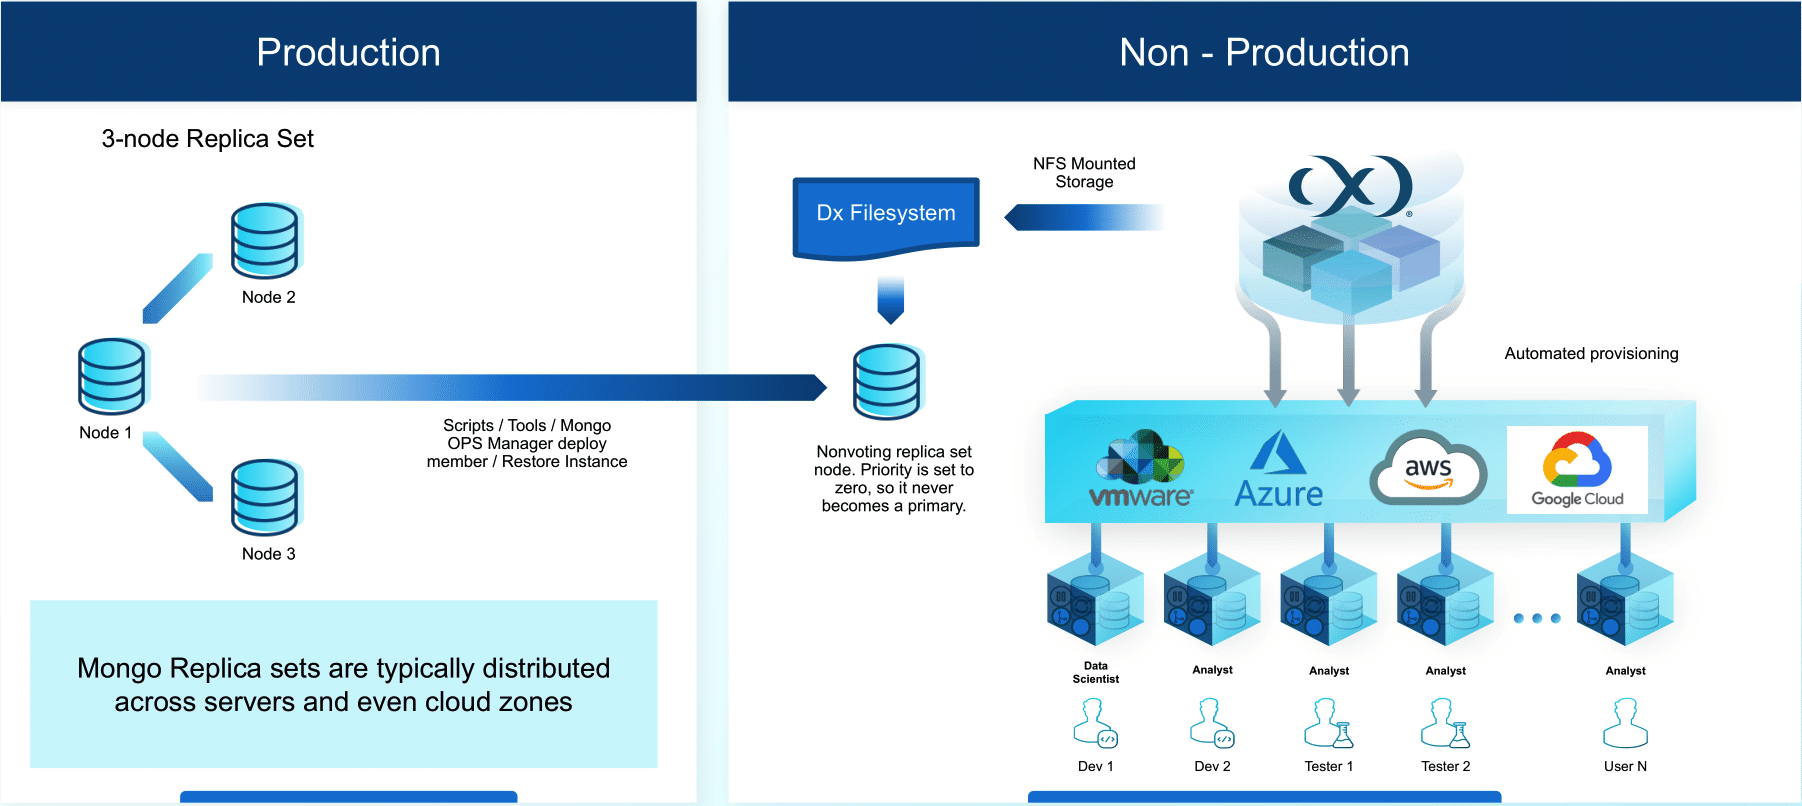 Production
3-node Replica Set
Node 2
Node 1
Node 3
Scripts / Tools / Mongo
OPS Manager deploy
member / Restore Instance
Mongo Replica sets are typically distributed
across servers and even cloud zones
Non - Production
NFS Mounted
Storage
Dx Filesystem
Nonvoting replica set
node. Priority is set to
zero, so it never
becomes a primary.
®
Automated provisioning
vmware®
Azure
aws
Google Cloud
Data
Scientist
Analyst
Analyst
Analyst
Analyst
Dev 1
Dev 2
Tester 1
Tester 2
User N